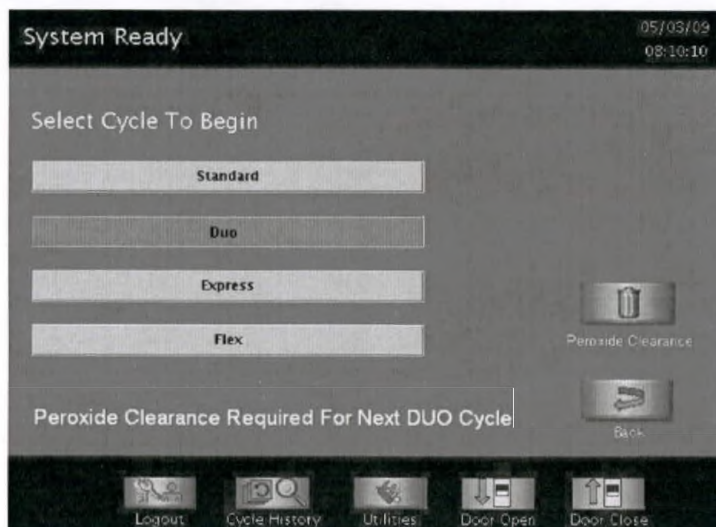 System Ready
05/03/09
08:10:10
Select Cycle To Begin
Standard
Duo
Express
Flex
Peroxide Clearance
Peroxide Clearance Required For Next DUO Cycle
Back
Logout
Cycle History
Utilities
Door Open
Door Close